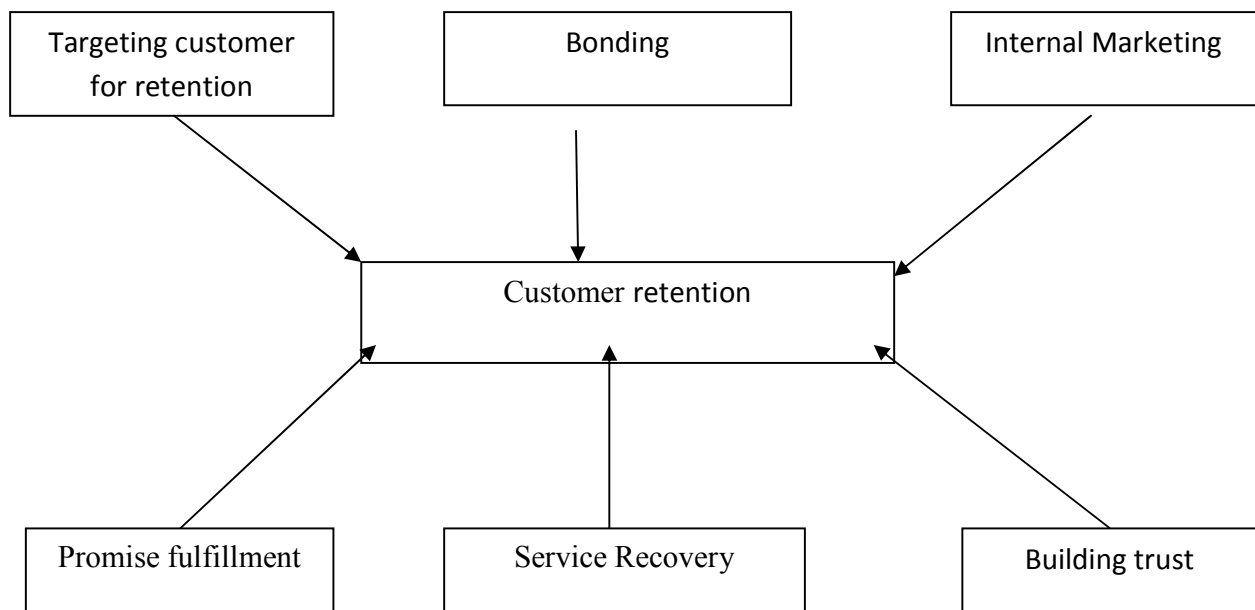 Targeting customer
for retention
Bonding
Internal Marketing
Customer retention
Promise fulfillment
Service Recovery
Building trust